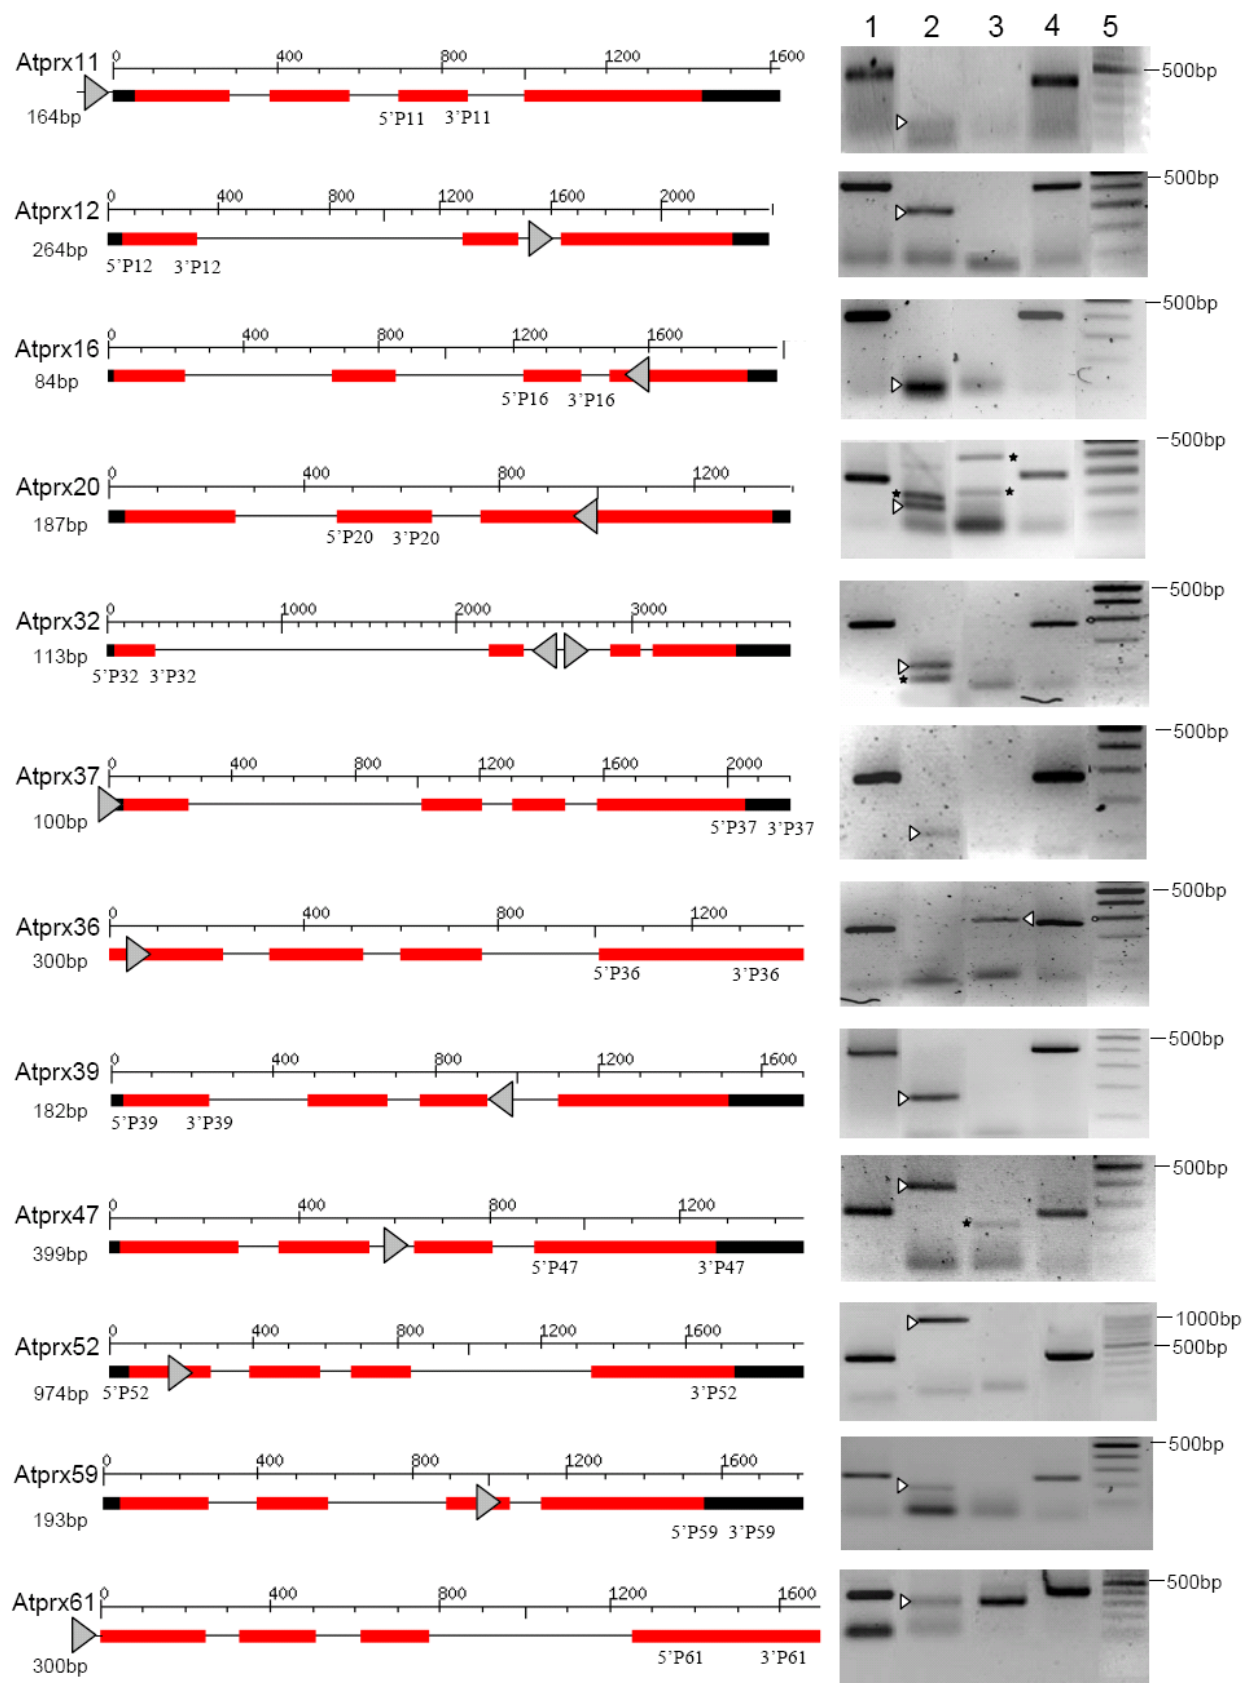 1 2 3 4 5
0 400 800 1200 1600
Atprx11
164bp
5'P11 3'P11
500bp
0 400 800 1200 1600 2000
Atprx12
264bp
5'P12 3'P12
500bp
0 400 800 1200 1600
Atprx16
84bp
5'P16 3'P16
500bp
0 400 800 1200
Atprx20
187bp
5'P20 3'P20
500bp
0 1000 2000 3000
Atprx32
113bp
5'P32 3'P32
500bp
0 400 800 1200 1600 2000
Atprx37
100bp
5'P37 3'P37
500bp
0 400 800 1200
Atprx36
300bp
5'P36 3'P36
500bp
0 400 800 1200 1600
Atprx39
182bp
5'P39 3'P39
500bp
0 400 800 1200
Atprx47
399bp
5'P47 3'P47
500bp
0 400 800 1200 1600
Atprx52
974bp
5'P52 3'P52
1000bp
500bp
0 400 800 1200 1600
Atprx59
193bp
5'P59 3'P59
500bp
0 400 800 1200 1600
Atprx61
300bp
5'P61 3'P61
500bp